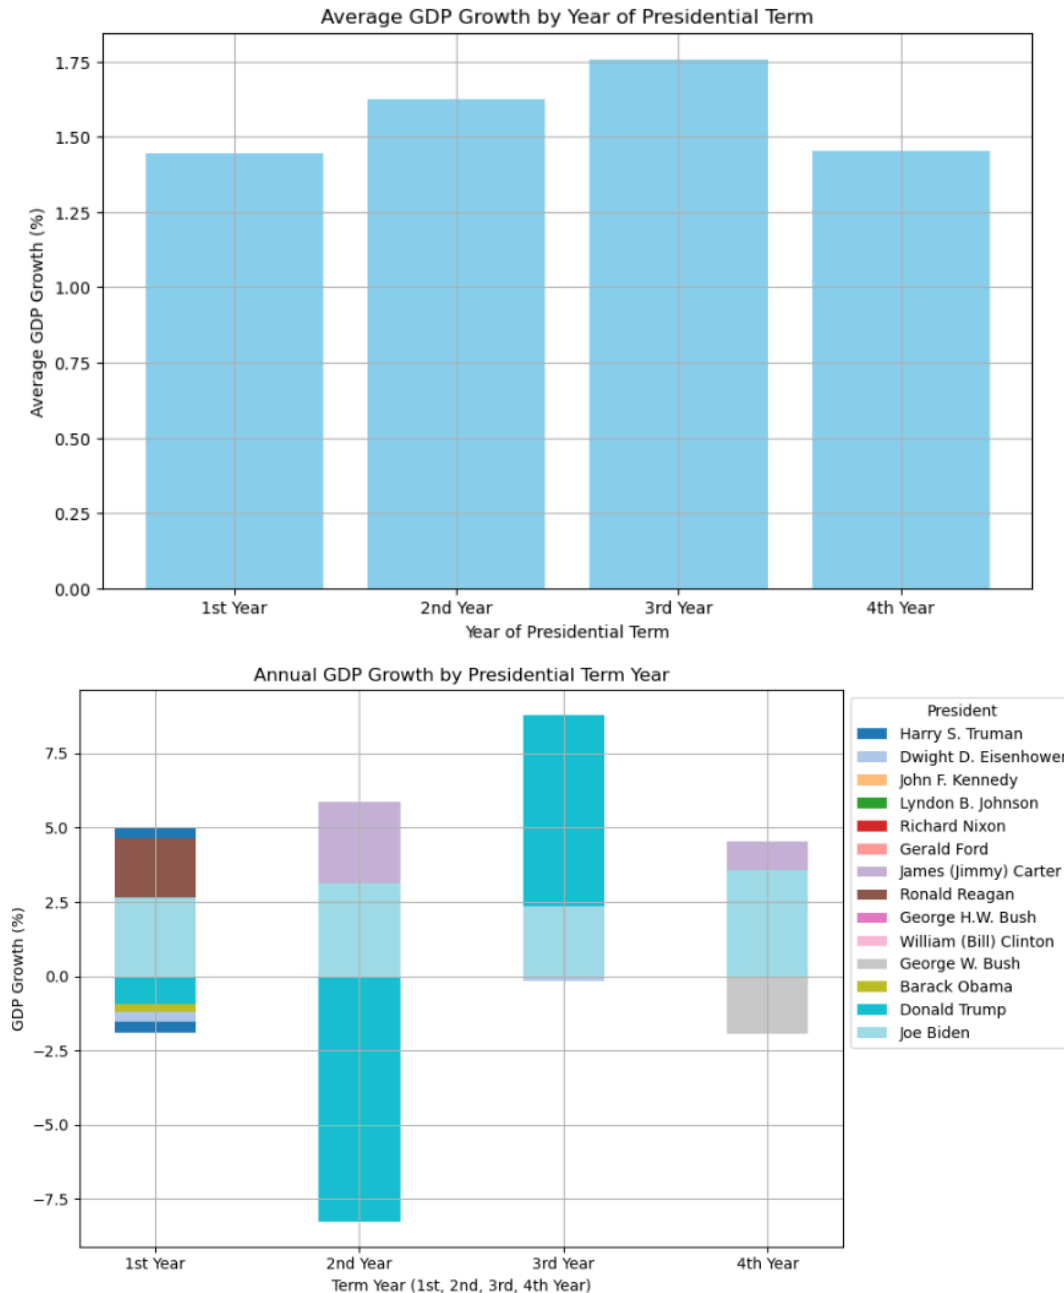 Average GDP Growth by Year of Presidential Term
1.75
1.50
1.25
1.00
0.75
0.50
0.25
0.00
Average GDP Growth (%)
1st Year
2nd Year
3rd Year
4th Year
Year of Presidential Term
Annual GDP Growth by Presidential Term Year
7.5
5.0
2.5
0.0
−2.5
−5.0
−7.5
GDP Growth (%)
1st Year
2nd Year
3rd Year
4th Year
Term Year (1st, 2nd, 3rd, 4th Year)
President
Harry S. Truman
Dwight D. Eisenhower
John F. Kennedy
Lyndon B. Johnson
Richard Nixon
Gerald Ford
James (Jimmy) Carter
Ronald Reagan
George H.W. Bush
William (Bill) Clinton
George W. Bush
Barack Obama
Donald Trump
Joe Biden